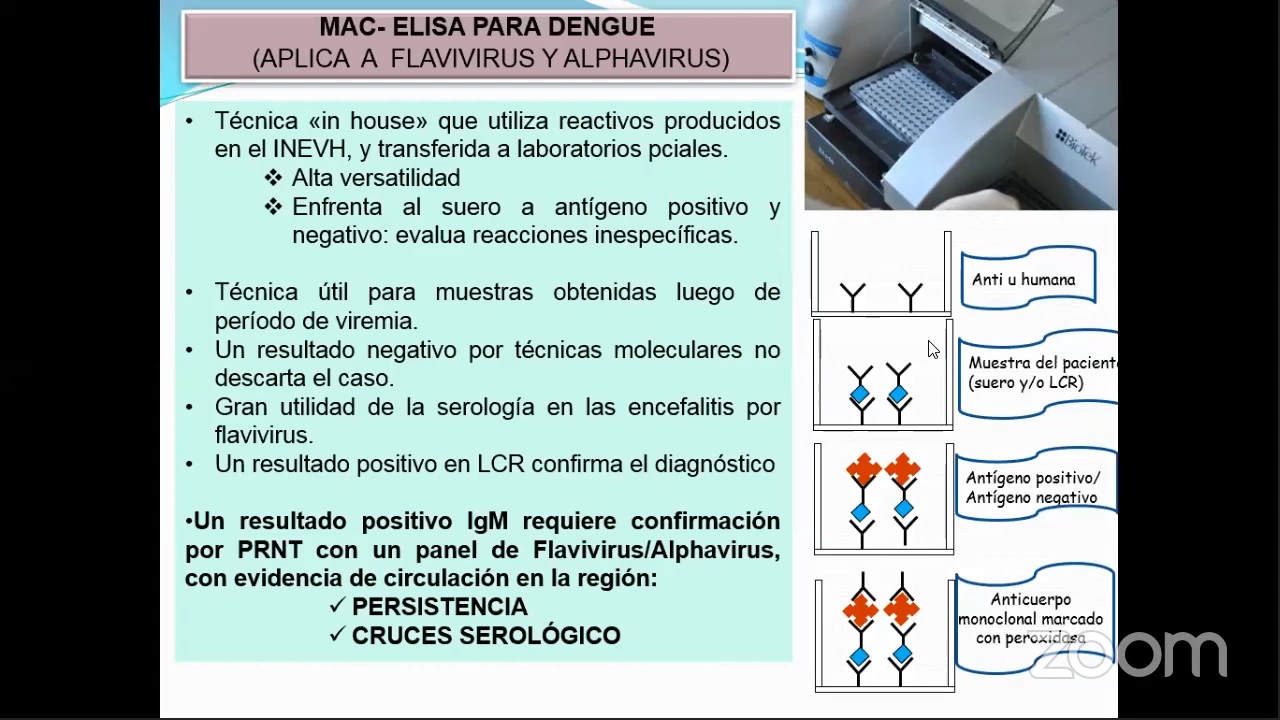 MAC- ELISA PARA DENGUE
(APLICA A FLAVIVIRUS Y ALPHAVIRUS)
• Técnica «in house» que utiliza reactivos producidos
en el INEVH, y transferida a laboratorios pciales.
❖ Alta versatilidad
❖ Enfrenta al suero a antígeno positivo y
negativo: evalua reacciones inespecíficas.
• Técnica útil para muestras obtenidas luego de
período de viremia.
• Un resultado negativo por técnicas moleculares no
descarta el caso.
• Gran utilidad de la serología en las encefalitis por
flavivirus.
• Un resultado positivo en LCR confirma el diagnóstico
•Un resultado positivo IgM requiere confirmación
por PRNT con un panel de Flavivirus/Alphavirus,
con evidencia de circulación en la región:
✓ PERSISTENCIA
✓ CRUCES SEROLÓGICO
BioTek
Anti u humana
Muestra del paciente
(suero y/o LCR)
Antígeno positivo/
Antígeno negativo
Anticuerpo
monoclonal marcado
con peroxidasa
zoom